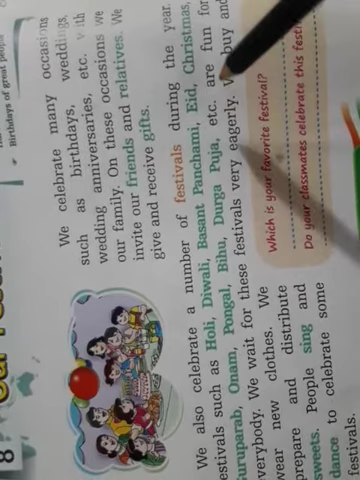 Birthdays of great people
8
We celebrate many occasions
such as birthdays, weddings,
wedding anniversaries, etc. with
our family. On these occasions we
invite our friends and relatives. We
give and receive gifts.
We also celebrate a number of festivals during the year.
estivals such as Holi, Diwali, Basant Panchami, Eid, Christmas,
uruparab, Onam, Pongal, Bihu, Durga Puja, etc. are fun for
verybody. We wait for these festivals very eagerly. buy and
wear new clothes. We
prepare and distribute
sweets. People sing and
dance to celebrate some
festivals.
Which is your favorite festival?
Do your classmates celebrate this festi